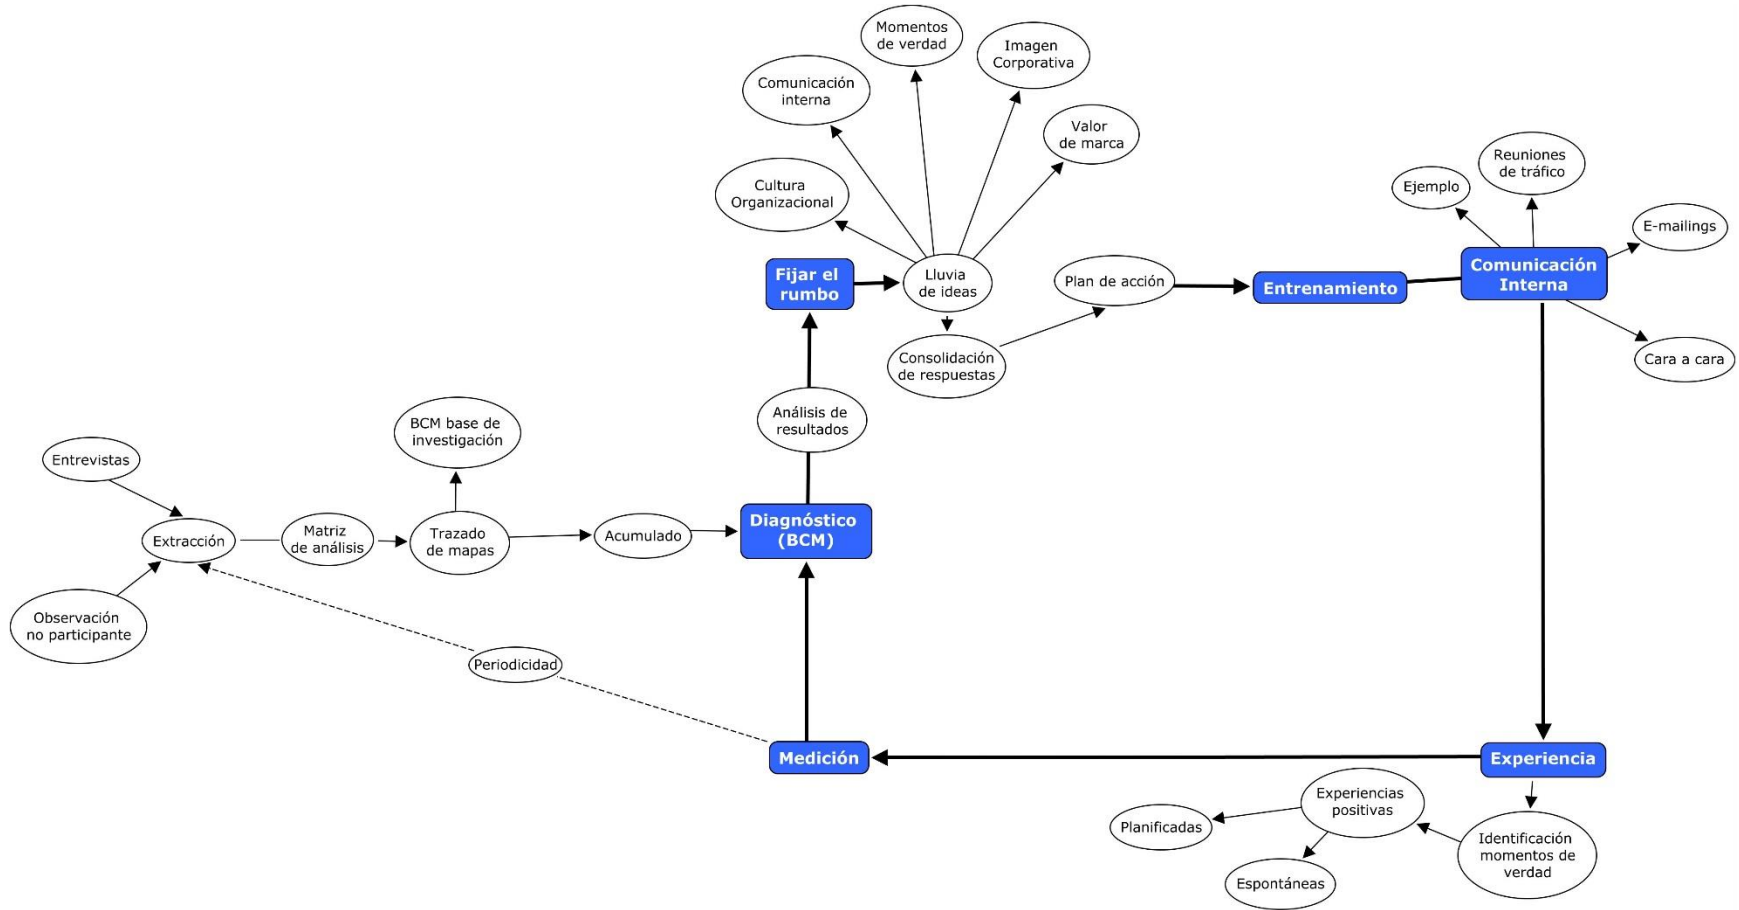 Momentos
de verdad
Imagen
Corporativa
Comunicación
interna
Valor
de marca
Cultura
Organizacional
Reuniones
de tráfico
Ejemplo
E-mailings
Fijar el
rumbo
Lluvia
de ideas
Plan de acción
Entrenamiento
Comunicación
Interna
Consolidación
de respuestas
Cara a cara
Análisis de
resultados
BCM base de
investigación
Entrevistas
Extracción
Matriz
de análisis
Trazado
de mapas
Acumulado
Diagnóstico
(BCM)
Observación
no participante
Periodicidad
Medición
Experiencia
Experiencias
positivas
Planificadas
Identificación
momentos de
verdad
Espontáneas